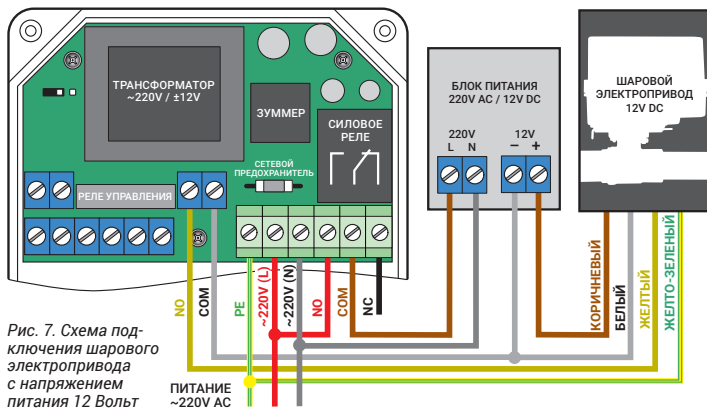 ТРАНСФОРМАТОР
~220V / ±12V
ЗУММЕР
СИЛОВОЕ
РЕЛЕ
СЕТЕВОЙ
ПРЕДОХРАНИТЕЛЬ
РЕЛЕ УПРАВЛЕНИЯ
БЛОК ПИТАНИЯ
220V AC / 12V DC
220V
L N
12V
– +
ШАРОВОЙ
ЭЛЕКТРОПРИВОД
12V DC
NO
COM
PE
~220V (L)
~220V (N)
NO
COM
NC
КОРИЧНЕВЫЙ
БЕЛЫЙ
ЖЕЛТЫЙ
ЖЕЛТО-ЗЕЛЕНЫЙ
Рис. 7. Схема под-
ключения шарового
электропривода
с напряжением
питания 12 Вольт
ПИТАНИЕ
~220V AC